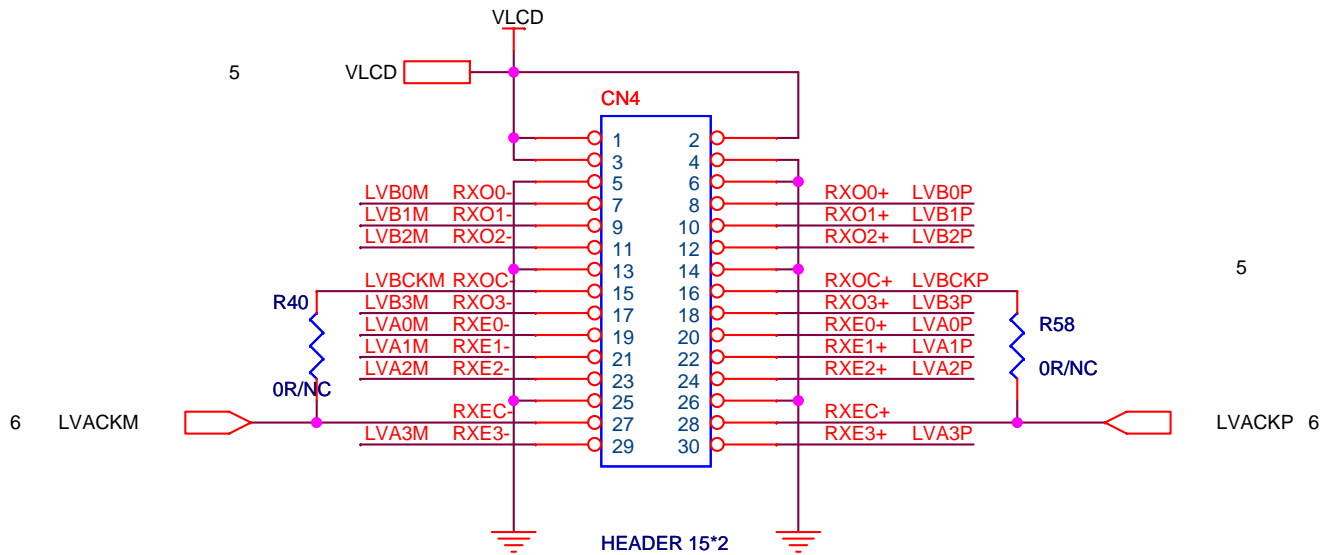 VLCD
5 VLCD
CN4
1 2
3 4
5 6
LVB0M RXO0- 7 8 RXO0+ LVB0P
LVB1M RXO1- 9 10 RXO1+ LVB1P
LVB2M RXO2- 11 12 RXO2+ LVB2P
13 14 5
LVBCKM RXOC- 15 16 RXOC+ LVBCKP
R40
LVB3M RXO3- 17 18 RXO3+ LVB3P
R58
LVA0M RXE0- 19 20 RXE0+ LVA0P
LVA1M RXE1- 21 22 RXE1+ LVA1P
0R/NC
LVA2M RXE2- 23 24 RXE2+ LVA2P
0R/NC
25 26
6 LVACKM RXEC- 27 28 RXEC+ LVACKP 6
LVA3M RXE3- 29 30 RXE3+ LVA3P
HEADER 15*2